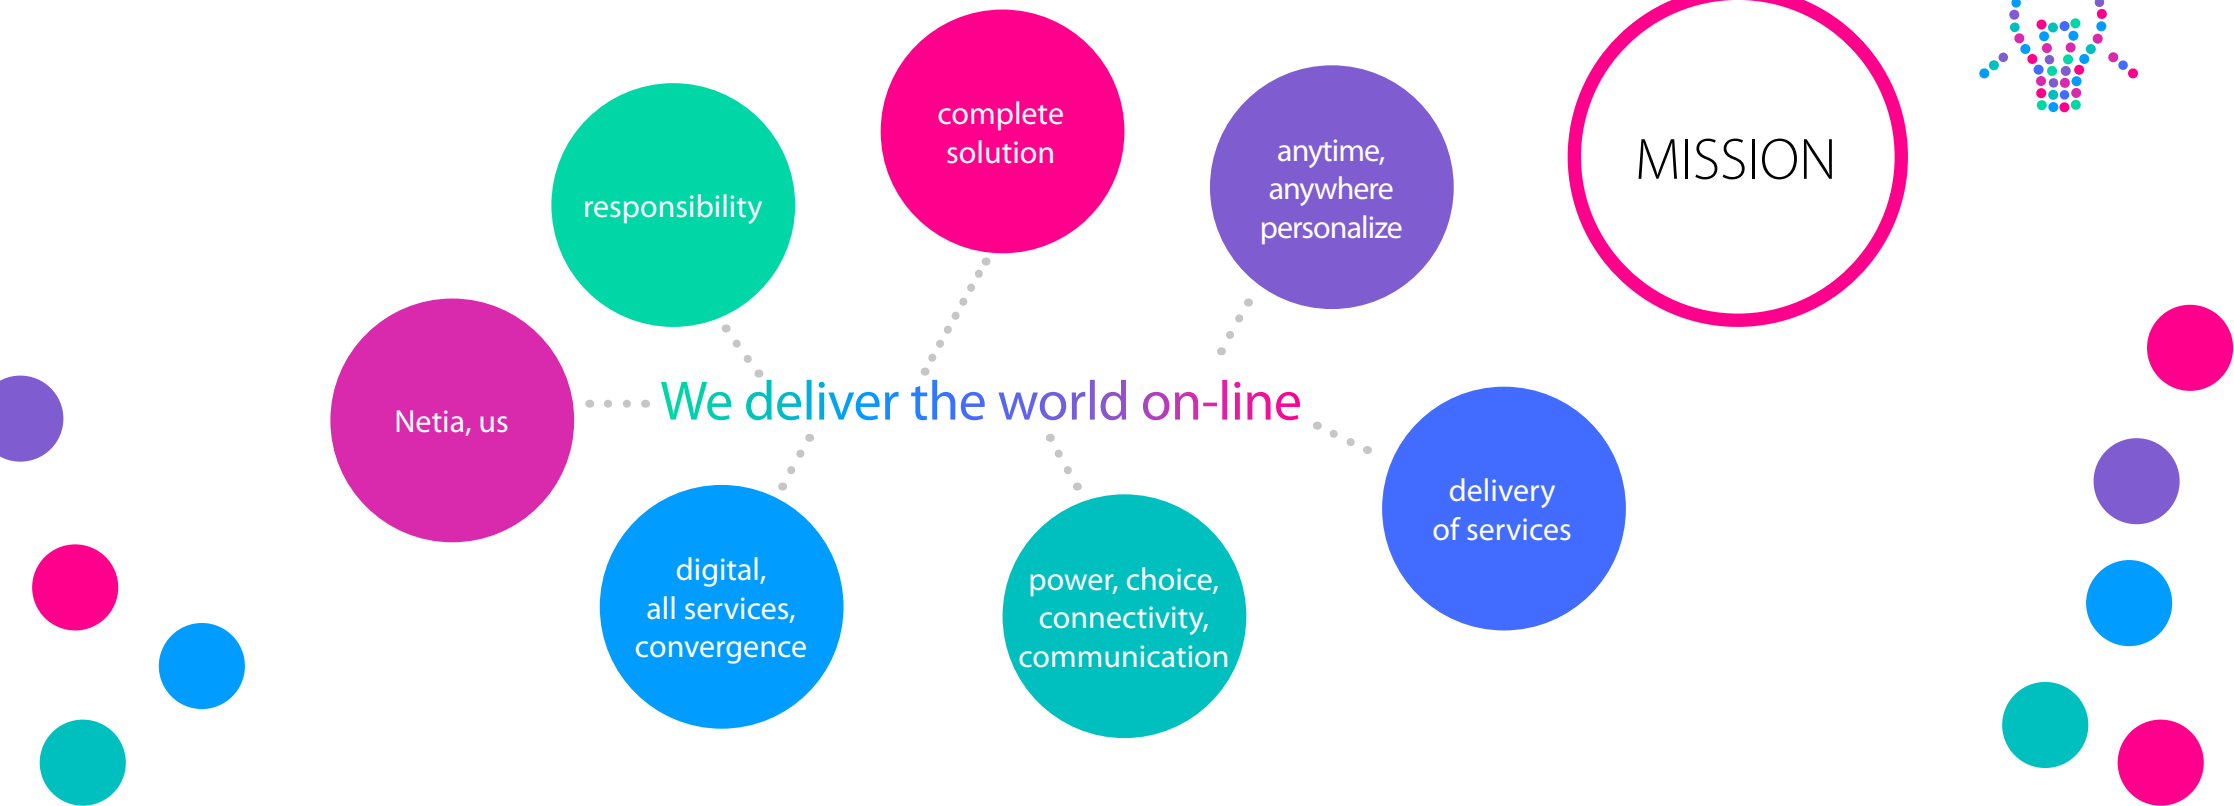 MISSION
complete
solution
anytime,
anywhere
personalize
responsibility
Netia, us
We deliver the world on-line
delivery
of services
digital,
all services,
convergence
power, choice,
connectivity,
communication